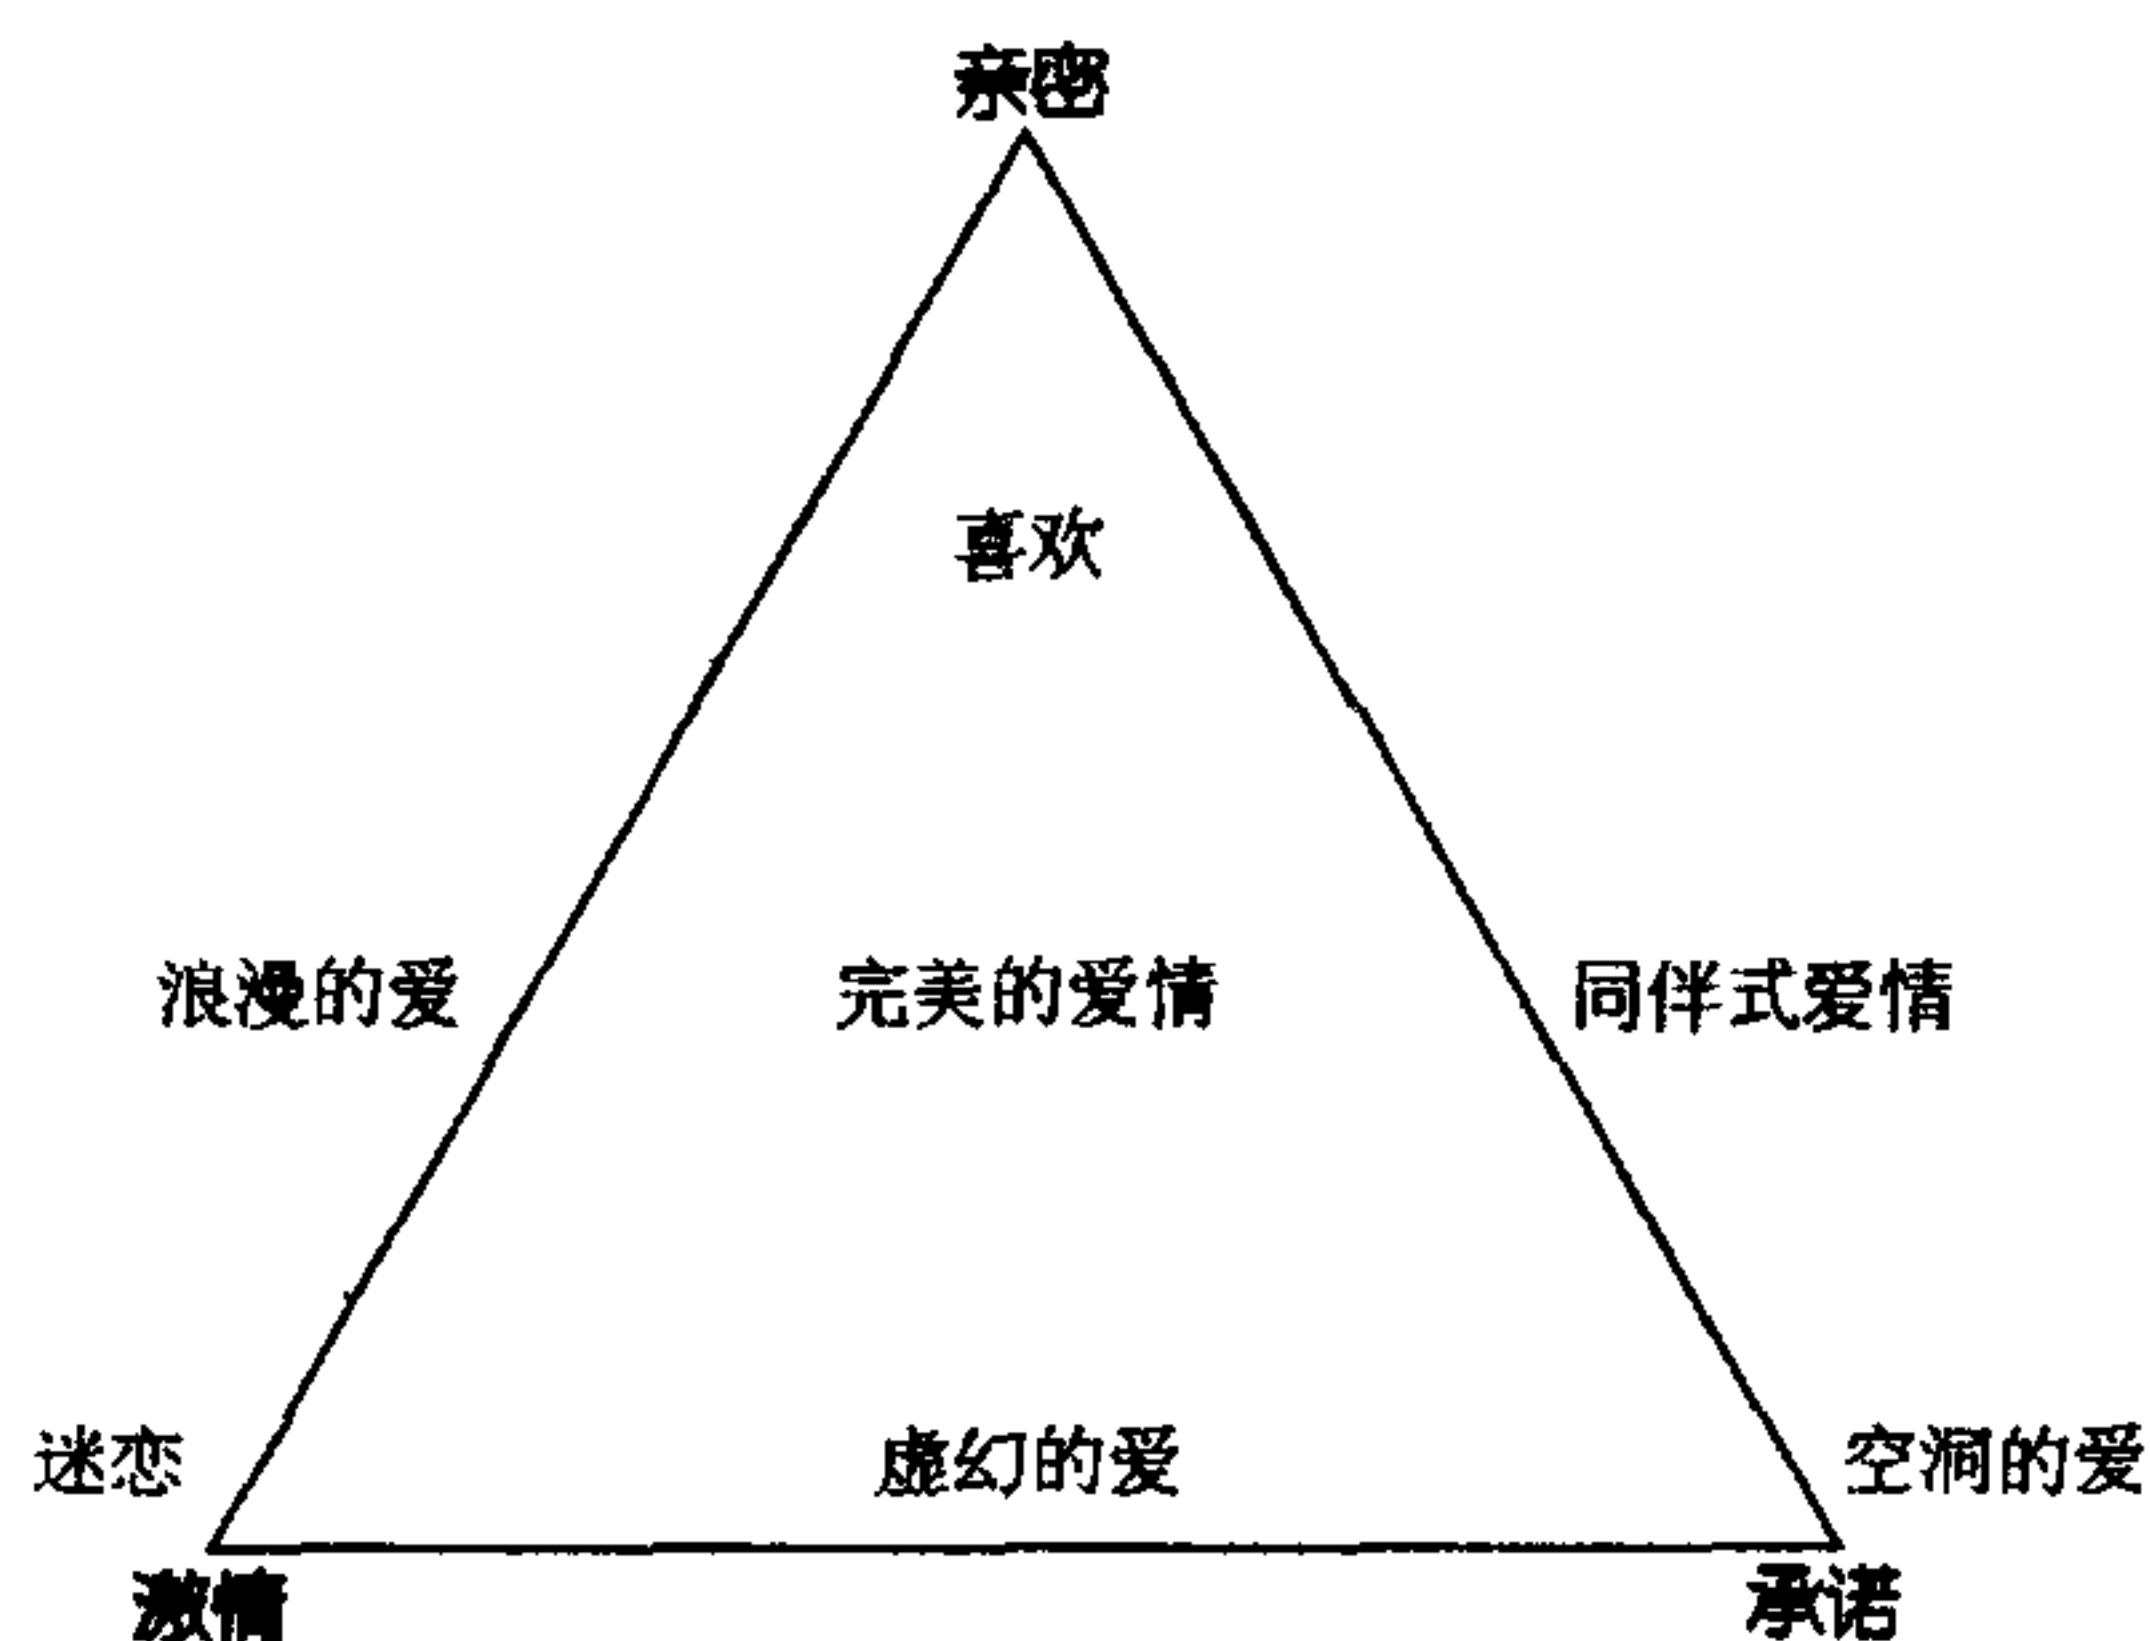 亲密
喜欢
浪漫的爱 完美的爱情 同伴式爱情
迷恋 虚幻的爱 空洞的爱
激情 承诺